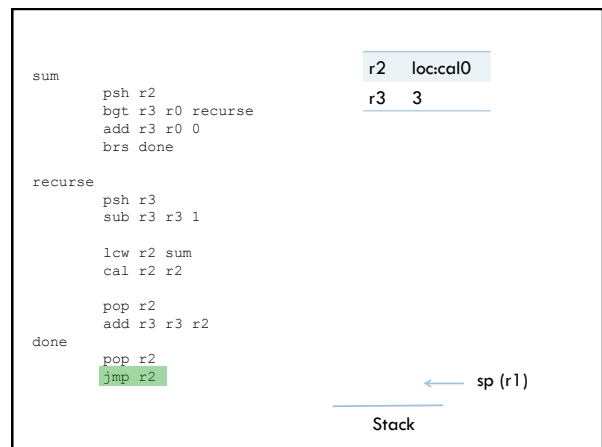 sum
psh r2
bgt r3 r0 recurse
add r3 r0 0
brs done
recurse
psh r3
sub r3 r3 1
lcw r2 sum
cal r2 r2
pop r2
add r3 r3 r2
done
pop r2
jmp r2
r2 loc:cal0
r3 3
sp (r1)
Stack